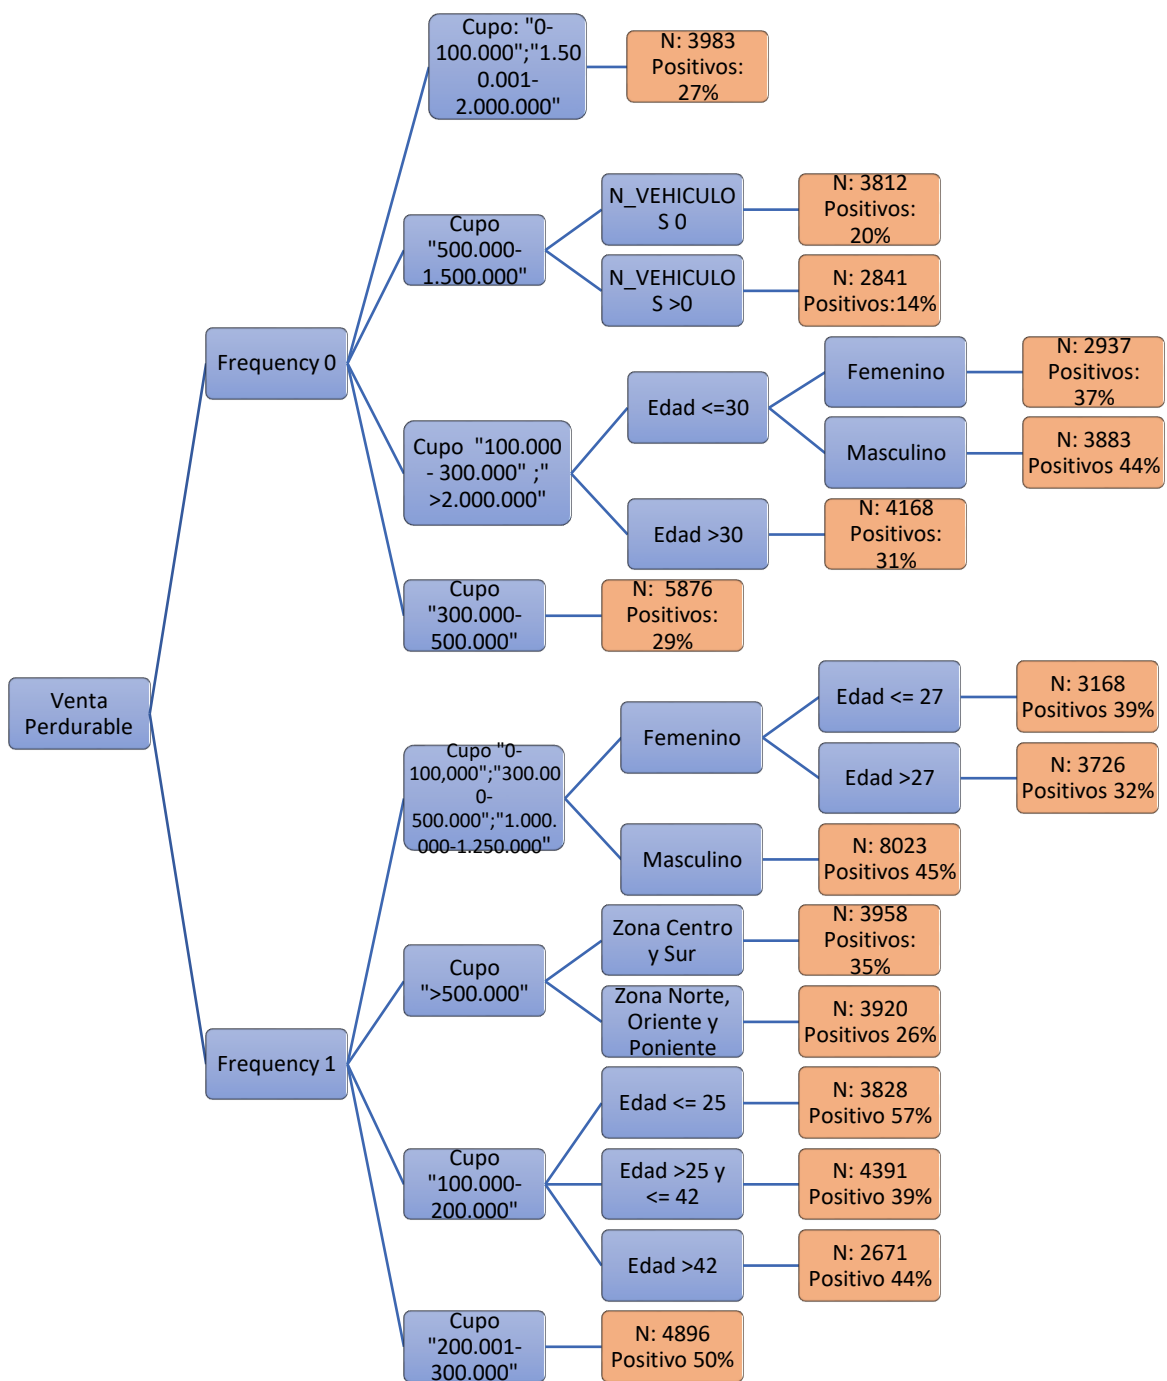 Cupo: "0-
100.000";"1.50
0.001-
2.000.000"
N: 3983
Positivos:
27%
Cupo
"500.000-
1.500.000"
N_VEHICULO
S 0
N: 3812
Positivos:
20%
N_VEHICULO
S >0
N: 2841
Positivos:14%
Frequency 0
Cupo  "100.000
- 300.000" ;"
>2.000.000"
Edad <=30
Femenino
N: 2937
Positivos:
37%
Masculino
N: 3883
Positivos 44%
Edad >30
N: 4168
Positivos:
31%
Cupo
"300.000-
500.000"
N:  5876
Positivos:
29%
Venta
Perdurable
Cupo "0-
100,000";"300.00
0-
500.000";"1.000.
000-1.250.000"
Femenino
Edad <= 27
N: 3168
Positivos 39%
Edad >27
N: 3726
Positivos 32%
Masculino
N: 8023
Positivos 45%
Frequency 1
Cupo
">500.000"
Zona Centro
y Sur
N: 3958
Positivos:
35%
Zona Norte,
Oriente y
Poniente
N: 3920
Positivos 26%
Cupo
"100.000-
200.000"
Edad <= 25
N: 3828
Positivo 57%
Edad >25 y
<= 42
N: 4391
Positivo 39%
Edad >42
N: 2671
Positivo 44%
Cupo
"200.001-
300.000"
N: 4896
Positivo 50%